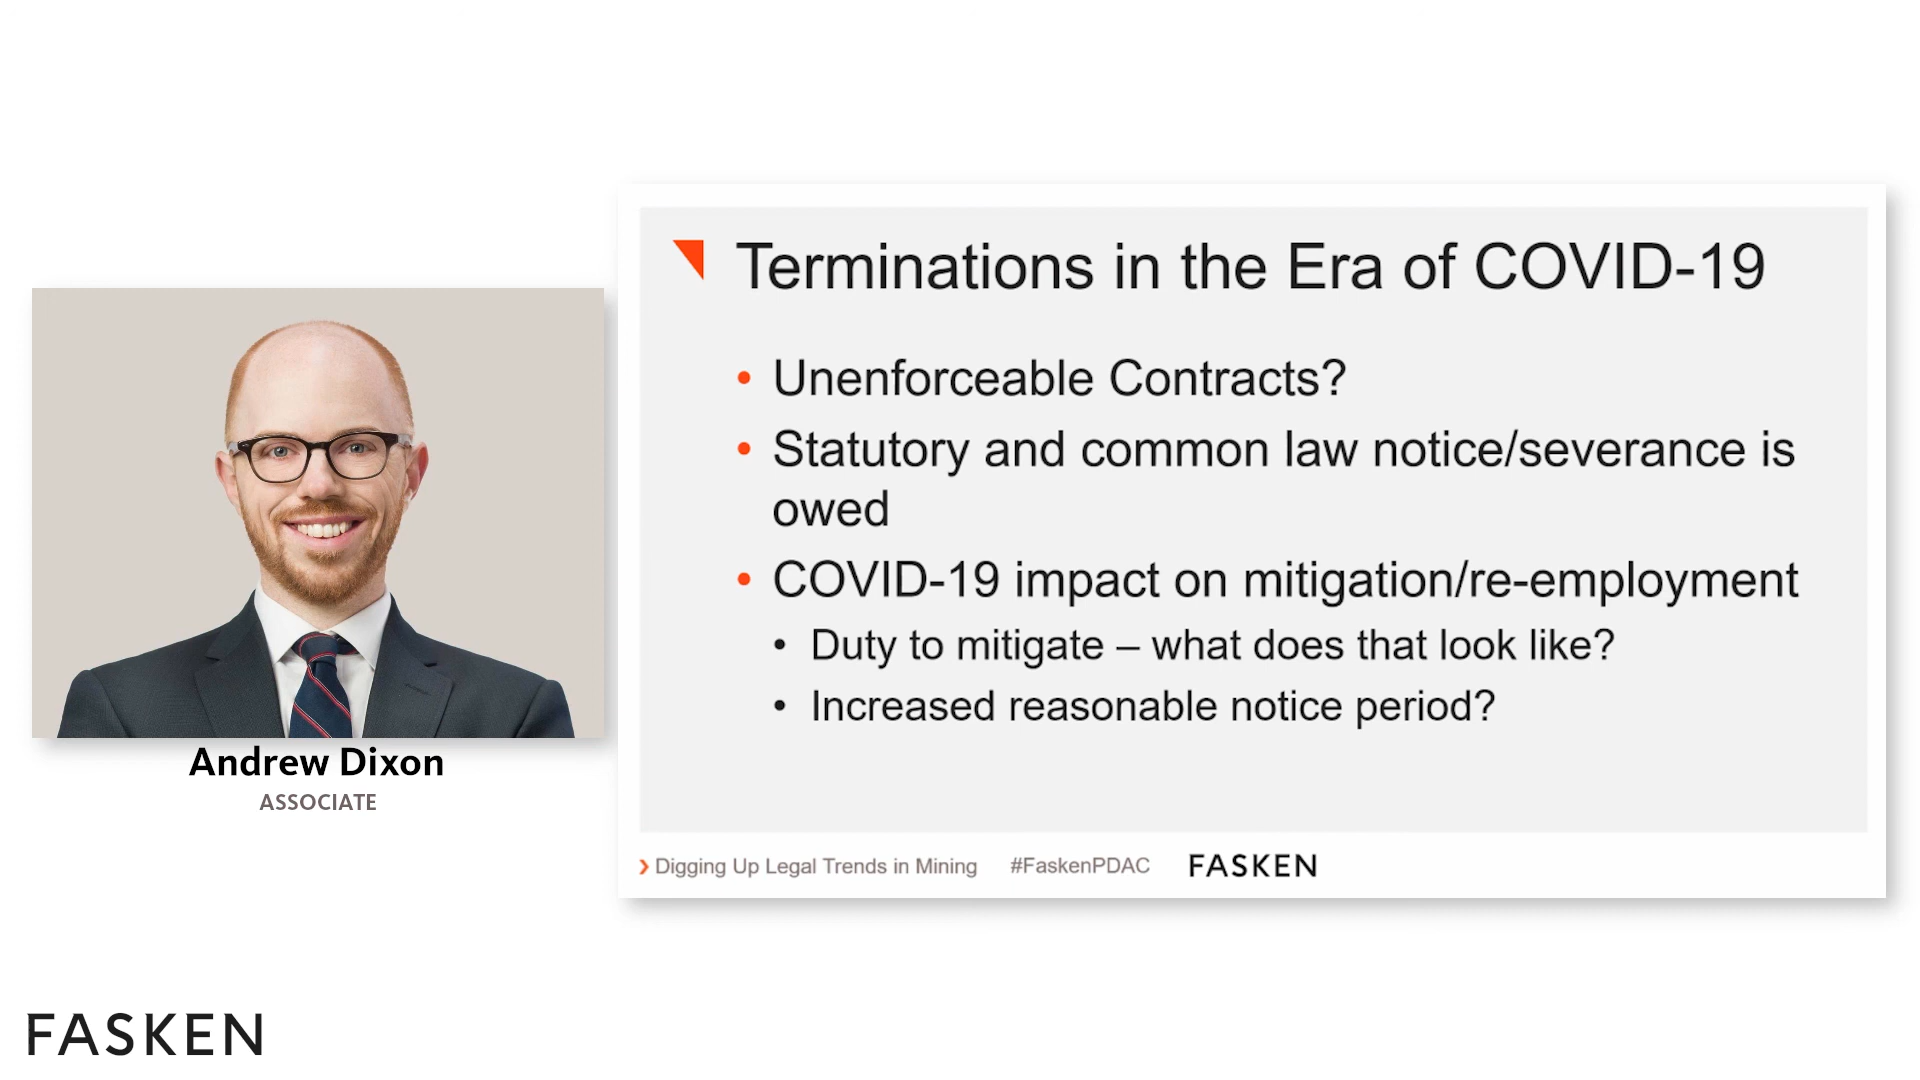 Terminations in the Era of COVID-19
• Unenforceable Contracts?
• Statutory and common law notice/severance is
owed
• COVID-19 impact on mitigation/re-employment
• Duty to mitigate – what does that look like?
• Increased reasonable notice period?
Andrew Dixon
ASSOCIATE
› Digging Up Legal Trends in Mining #FaskenPDAC FASKEN
FASKEN